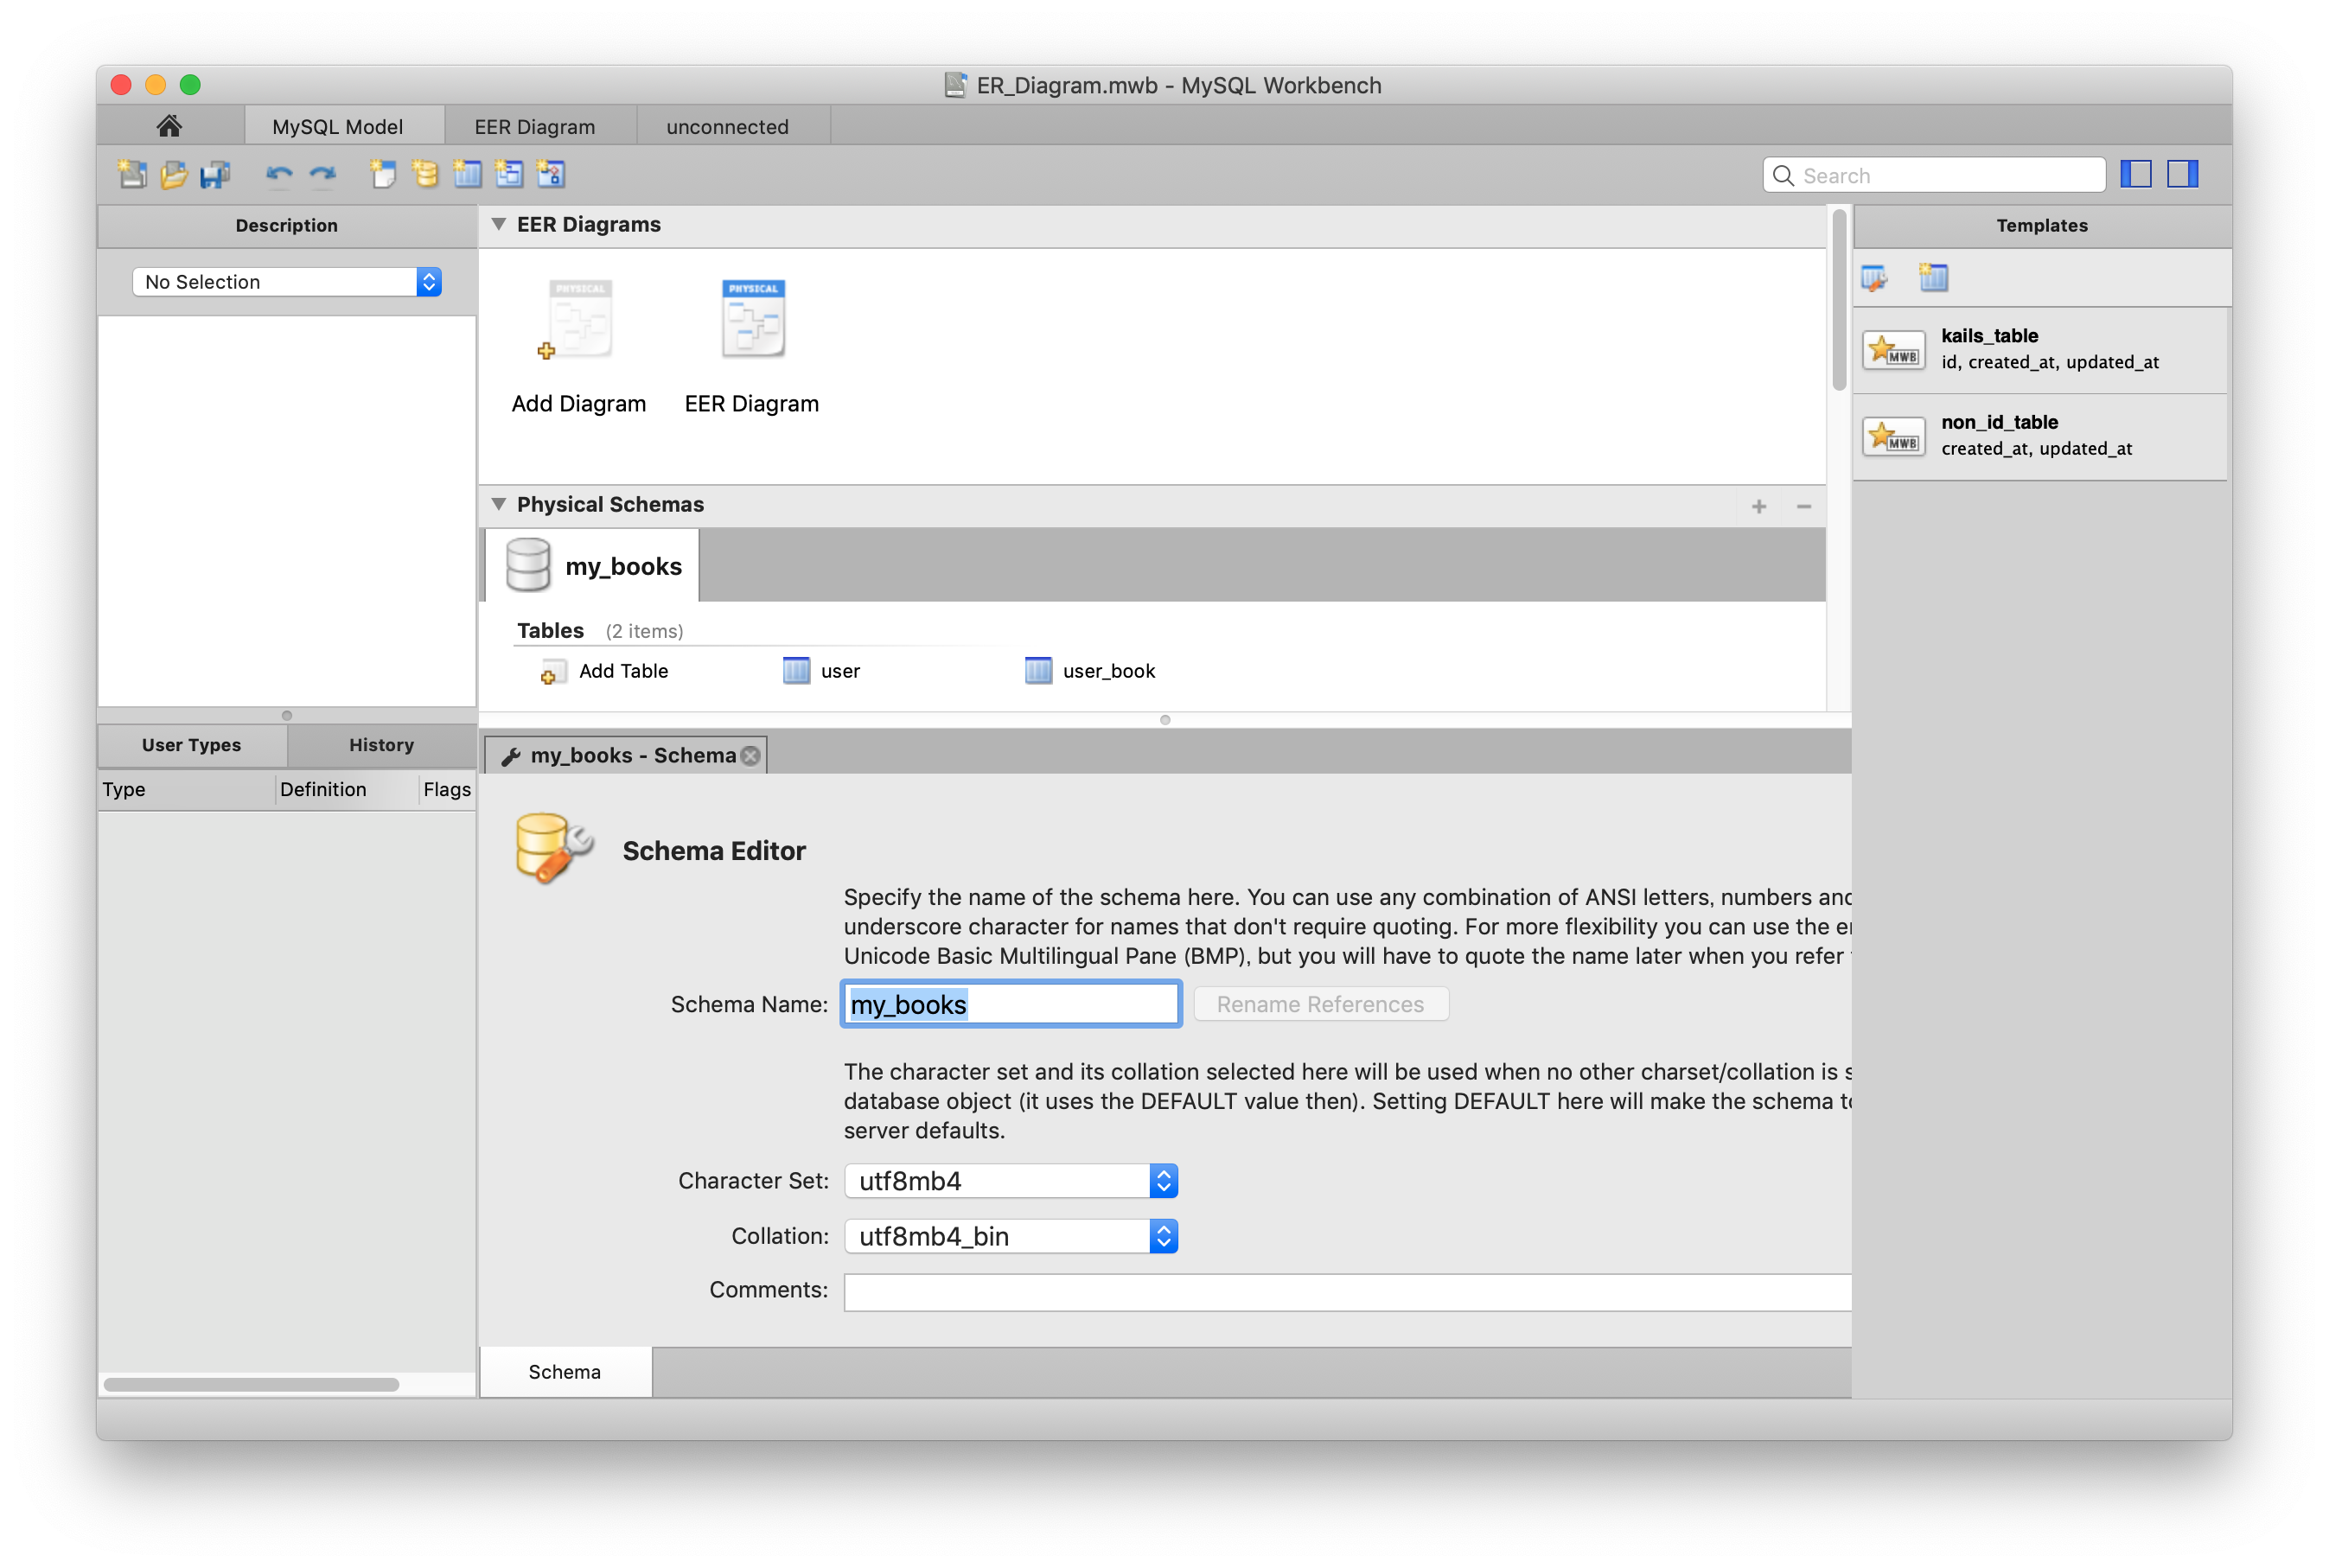 ER_Diagram.mwb - MySQL Workbench
MySQL Model
EER Diagram
unconnected
Search
Description
No Selection
EER Diagrams
PHYSICAL
PHYSICAL
Add Diagram
EER Diagram
Physical Schemas
+ −
my_books
Tables (2 items)
Add Table
user
user_book
Templates
MWB
kails_table
id, created_at, updated_at
MWB
non_id_table
created_at, updated_at
User Types
History
Type
Definition
Flags
my_books - Schema
Schema Editor
Specify the name of the schema here. You can use any combination of ANSI letters, numbers and
underscore character for names that don't require quoting. For more flexibility you can use the
Unicode Basic Multilingual Pane (BMP), but you will have to quote the name later when you refer
Schema Name: my_books
Rename References
The character set and its collation selected here will be used when no other charset/collation is
database object (it uses the DEFAULT value then). Setting DEFAULT here will make the schema
server defaults.
Character Set: utf8mb4
Collation: utf8mb4_bin
Comments:
Schema